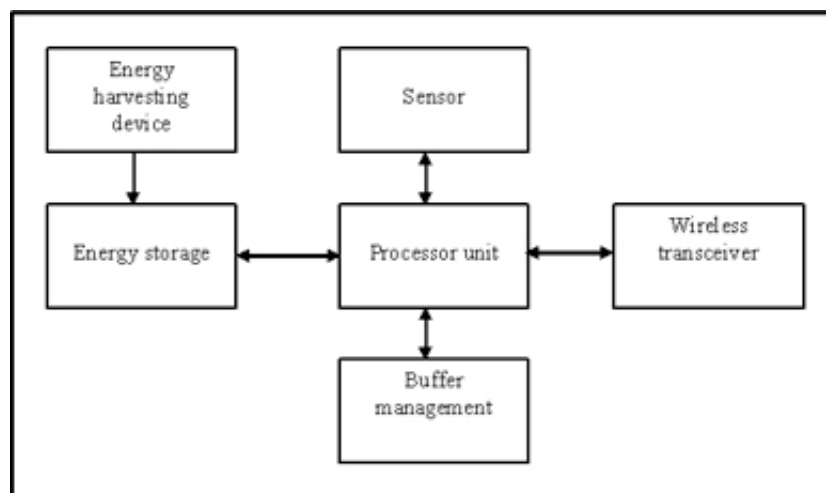 Energy
harvesting
device
Sensor
Energy storage
Processor unit
Wireless
transceiver
Buffer
management